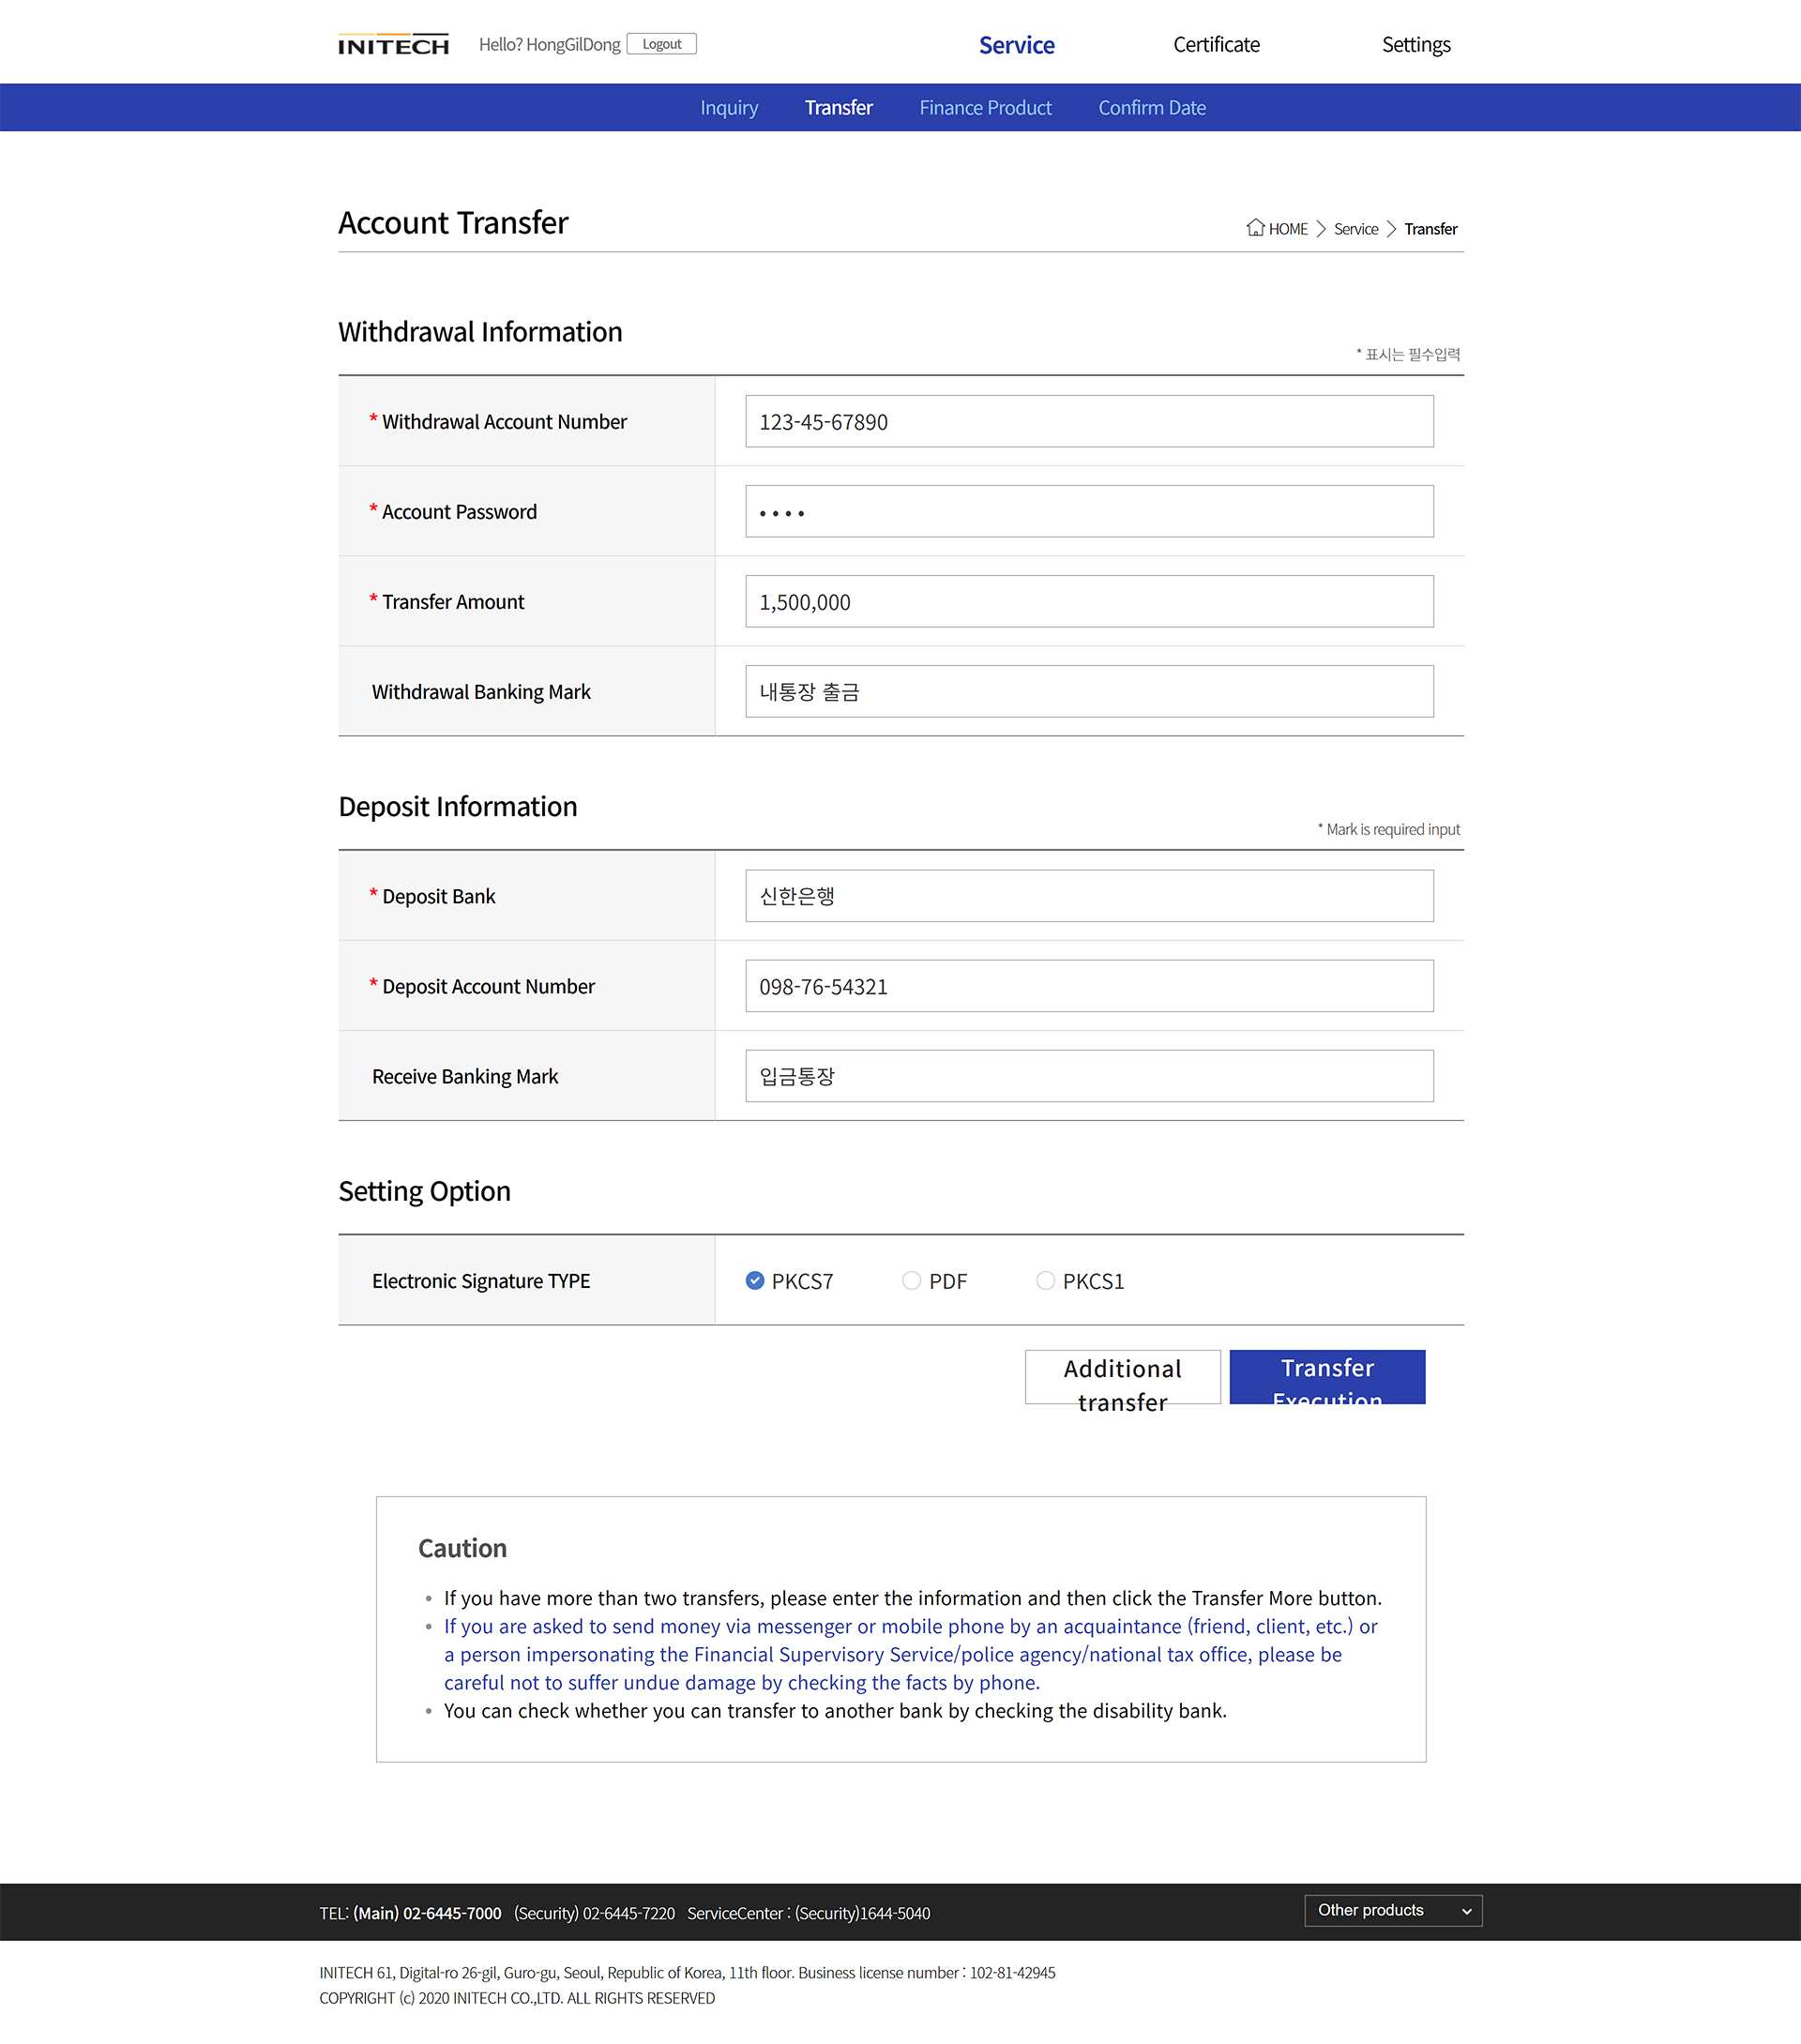 INITECH Hello? HongGilDong Logout Service Certificate Settings
Inquiry Transfer Finance Product Confirm Date
Account Transfer
HOME > Service > Transfer
Withdrawal Information
* 표시는 필수입력
* Withdrawal Account Number 123-45-67890
* Account Password ••••
* Transfer Amount 1,500,000
Withdrawal Banking Mark 내통장 출금
Deposit Information
* Mark is required input
* Deposit Bank 신한은행
* Deposit Account Number 098-76-54321
Receive Banking Mark 입금통장
Setting Option
Electronic Signature TYPE PKCS7 PDF PKCS1
Additional
transfer
Transfer
Execution
Caution
• If you have more than two transfers, please enter the information and then click the Transfer More button.
• If you are asked to send money via messenger or mobile phone by an acquaintance (friend, client, etc.) or
a person impersonating the Financial Supervisory Service/police agency/national tax office, please be
careful not to suffer undue damage by checking the facts by phone.
• You can check whether you can transfer to another bank by checking the disability bank.
TEL: (Main) 02-6445-7000 (Security) 02-6445-7220 ServiceCenter : (Security)1644-5040
Other products
INITECH 61, Digital-ro 26-gil, Guro-gu, Seoul, Republic of Korea, 11th floor. Business license number : 102-81-42945
COPYRIGHT (c) 2020 INITECH CO.,LTD. ALL RIGHTS RESERVED